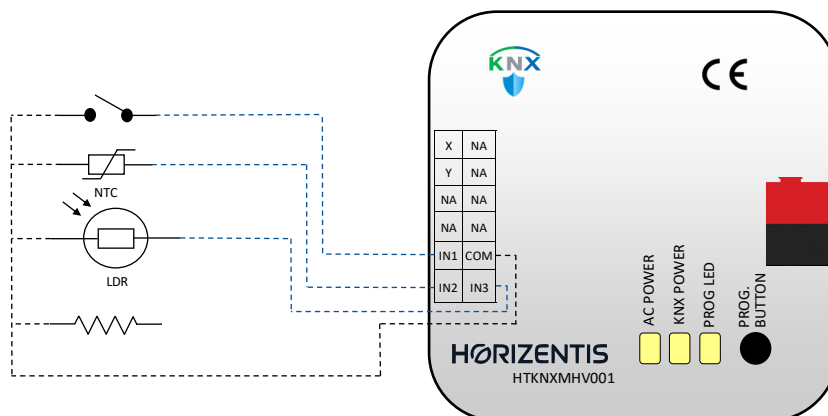 KNX
CE
NTC
LDR
X NA
Y NA
NA NA
NA NA
IN1 COM
IN2 IN3
AC POWER
KNX POWER
PROG LED
PROG.
BUTTON
HORIZENTIS
HTKNXMHV001